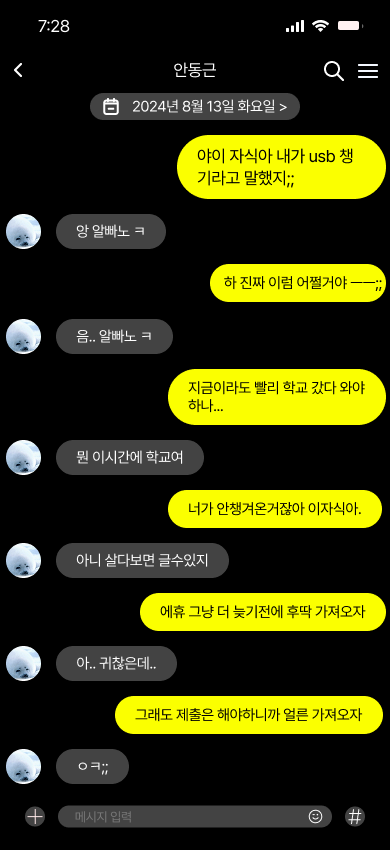 7:28
안동근
2024년 8월 13일 화요일 >
야이 자식아 내가 usb 챙
기라고 말했지;;
앙 알빠노 ㅋ
하 진짜 이럼 어쩔거야 ㅡㅡ;;
음.. 알빠노 ㅋ
지금이라도 빨리 학교 갔다 와야
하나...
뭔 이시간에 학교여
너가 안챙겨온거잖아 이자식아.
아니 살다보면 글수있지
에휴 그냥 더 늦기전에 후딱 가져오자
아.. 귀찮은데..
그래도 제출은 해야하니까 얼른 가져오자
ㅇㅋ;;
메시지 입력
#